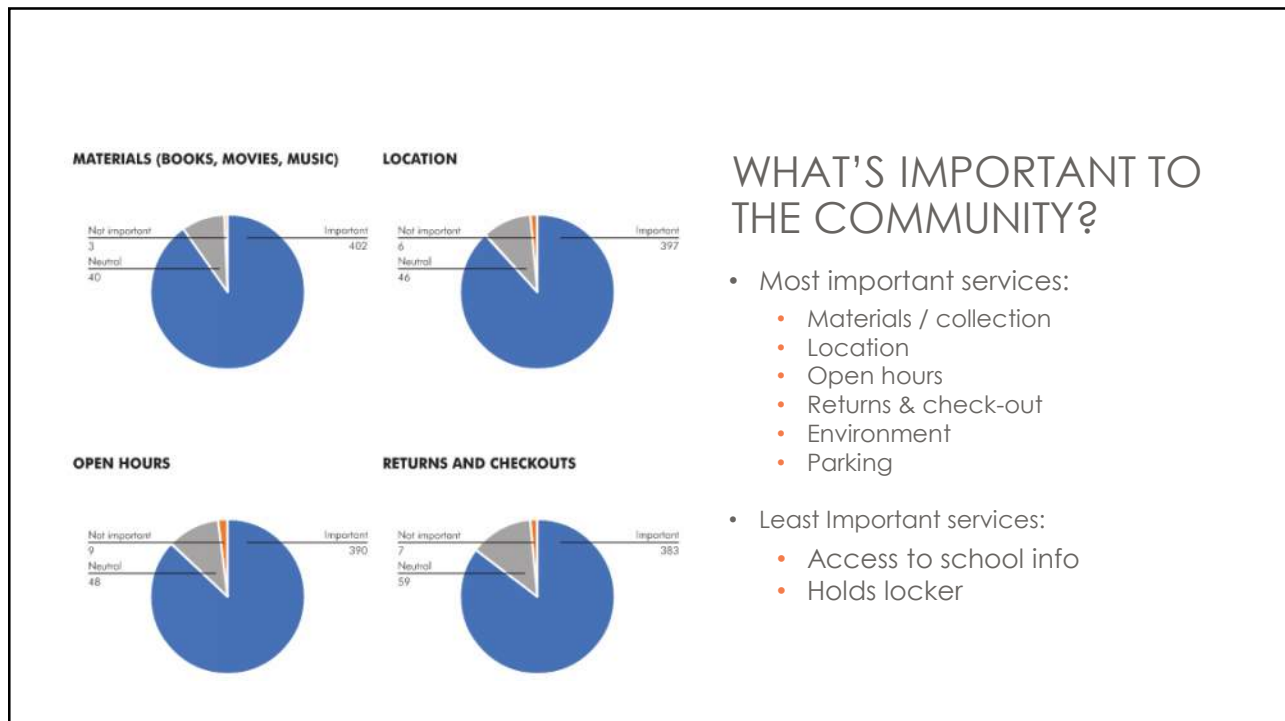 MATERIALS (BOOKS, MOVIES, MUSIC)
Not important
3
Neutral
40
Important
402
LOCATION
Not important
6
Neutral
46
Important
397
OPEN HOURS
Not important
9
Neutral
48
Important
390
RETURNS AND CHECKOUTS
Not important
7
Neutral
59
Important
383
WHAT'S IMPORTANT TO
THE COMMUNITY?
• Most important services:
• Materials / collection
• Location
• Open hours
• Returns & check-out
• Environment
• Parking
• Least Important services:
• Access to school info
• Holds locker